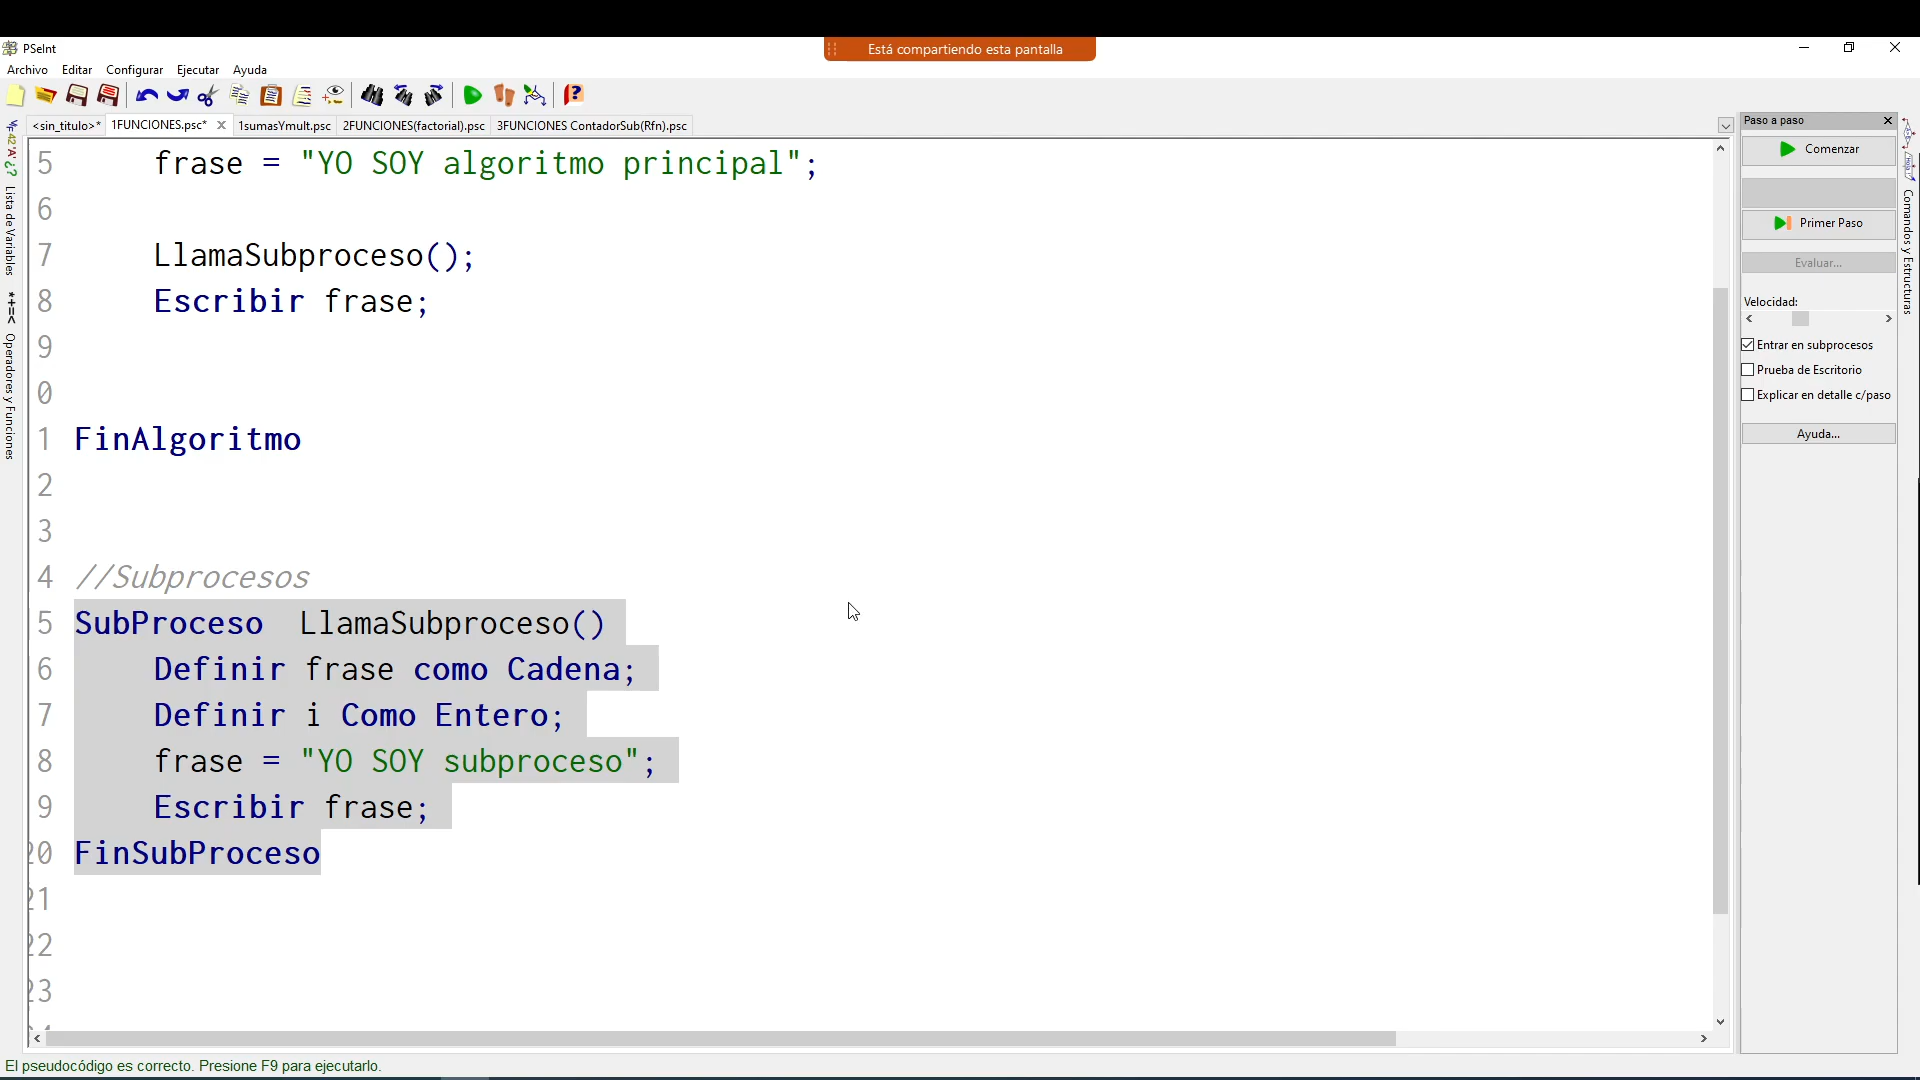 PSeInt
Está compartiendo esta pantalla
Archivo Editar Configurar Ejecutar Ayuda
<sin_titulo>* 1FUNCIONES.psc* 1sumasYmult.psc 2FUNCIONES(factorial).psc 3FUNCIONES ContadorSub(Rfn).psc
5 frase = "YO SOY algoritmo principal";
6
7 LlamaSubproceso();
8 Escribir frase;
9
0
1 FinAlgoritmo
2
3
4 //Subprocesos
5 SubProceso LlamaSubproceso()
6 Definir frase como Cadena;
7 Definir i Como Entero;
8 frase = "YO SOY subproceso";
9 Escribir frase;
20 FinSubProceso
21
22
23
Lista de Variables
*+=< Operadores y Funciones
Paso a paso
Comenzar
Primer Paso
Evaluar...
Velocidad:
Entrar en subprocesos
Prueba de Escritorio
Explicar en detalle c/paso
Ayuda...
Comandos y Estructuras
El pseudocódigo es correcto. Presione F9 para ejecutarlo.